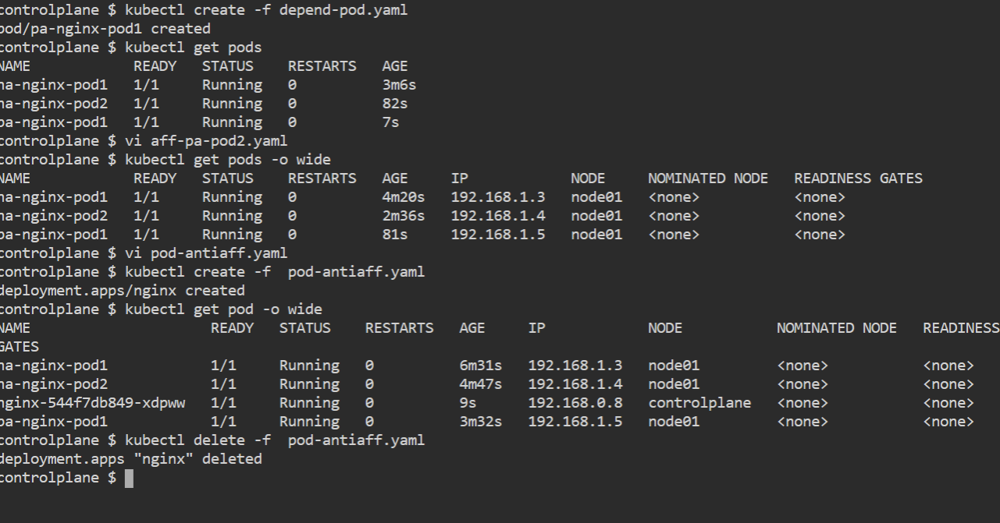 controlplane $ kubectl create -f depend-pod.yaml
pod/pa-nginx-pod1 created
controlplane $ kubectl get pods
NAME READY STATUS RESTARTS AGE
na-nginx-pod1 1/1 Running 0 3m6s
na-nginx-pod2 1/1 Running 0 82s
pa-nginx-pod1 1/1 Running 0 7s
controlplane $ vi aff-pa-pod2.yaml
controlplane $ kubectl get pods -o wide
NAME READY STATUS RESTARTS AGE IP NODE NOMINATED NODE READINESS GATES
na-nginx-pod1 1/1 Running 0 4m20s 192.168.1.3 node01 <none> <none>
na-nginx-pod2 1/1 Running 0 2m36s 192.168.1.4 node01 <none> <none>
pa-nginx-pod1 1/1 Running 0 81s 192.168.1.5 node01 <none> <none>
controlplane $ vi pod-antiaff.yaml
controlplane $ kubectl create -f  pod-antiaff.yaml
deployment.apps/nginx created
controlplane $ kubectl get pod -o wide
NAME READY STATUS RESTARTS AGE IP NODE NOMINATED NODE READINESS
GATES
na-nginx-pod1 1/1 Running 0 6m31s 192.168.1.3 node01 <none> <none>
na-nginx-pod2 1/1 Running 0 4m47s 192.168.1.4 node01 <none> <none>
nginx-544f7db849-xdpww 1/1 Running 0 9s 192.168.0.8 controlplane <none> <none>
pa-nginx-pod1 1/1 Running 0 3m32s 192.168.1.5 node01 <none> <none>
controlplane $ kubectl delete -f  pod-antiaff.yaml
deployment.apps "nginx" deleted
controlplane $